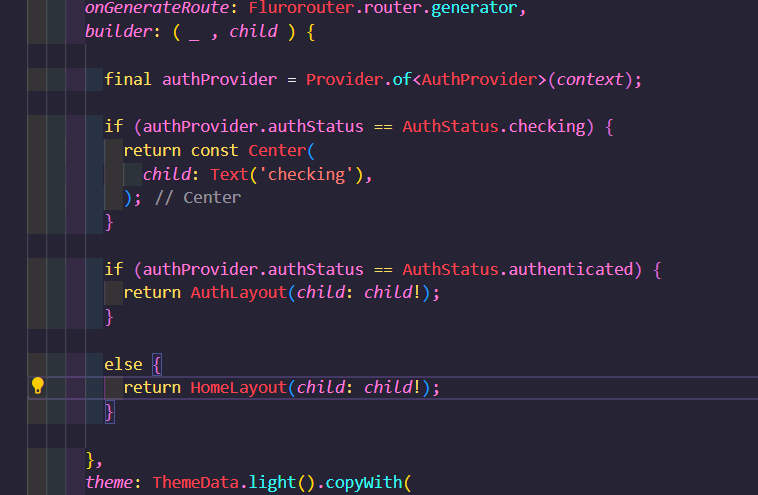 onGenerateRoute: Flurorouter.router.generator,
builder: ( _ , child ) {
final authProvider = Provider.of<AuthProvider>(context);
if (authProvider.authStatus == AuthStatus.checking) {
return const Center(
child: Text('checking'),
); // Center
}
if (authProvider.authStatus == AuthStatus.authenticated) {
return AuthLayout(child: child!);
}
else {
return HomeLayout(child: child!);
}
},
theme: ThemeData.light().copyWith(